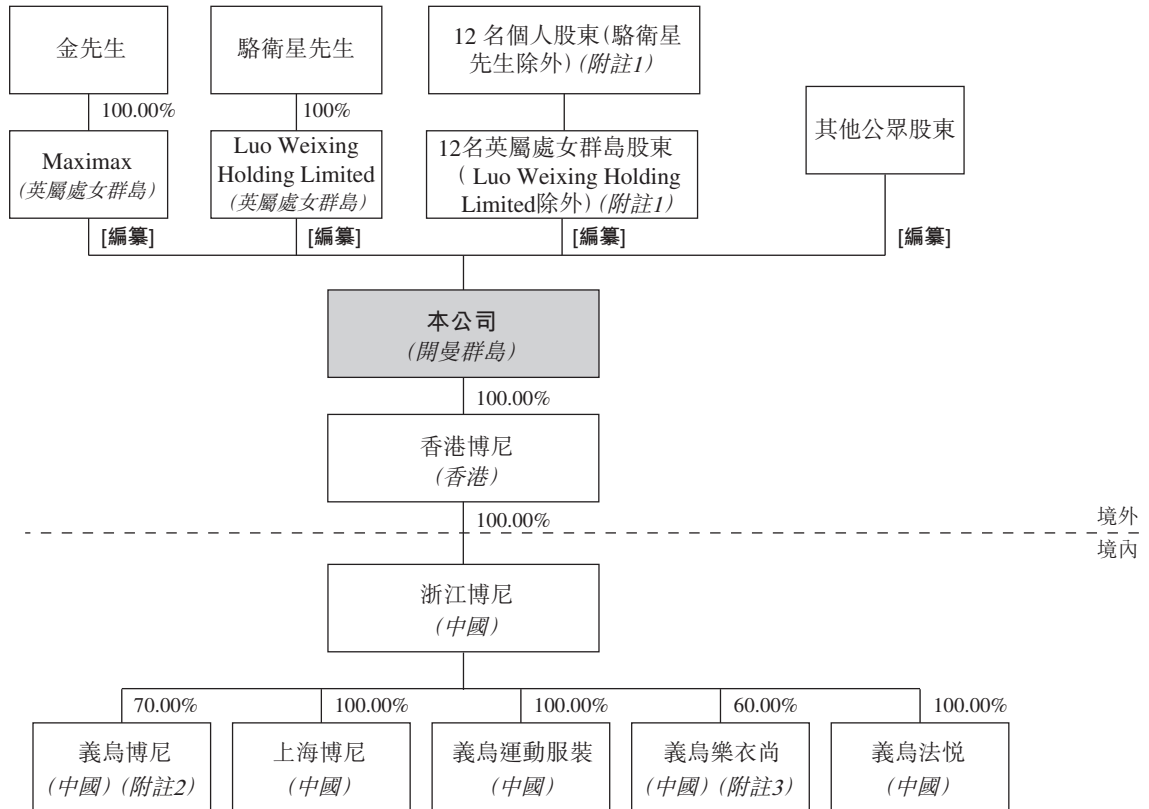 金先生
駱衛星先生
12 名個人股東(駱衛星
先生除外)(附註1)
100.00%
100%
其他公眾股東
Maximax
(英屬處女群島)
Luo Weixing
Holding Limited
(英屬處女群島)
12名英屬處女群島股東
( Luo Weixing Holding
Limited除外)(附註1)
[編纂]
[編纂]
[編纂]
[編纂]
本公司
(開曼群島)
100.00%
香港博尼
(香港)
100.00%
境外
境內
浙江博尼
(中國)
70.00%
100.00%
100.00%
60.00%
100.00%
義烏博尼
(中國)(附註2)
上海博尼
(中國)
義烏運動服裝
(中國)
義烏樂衣尚
(中國)(附註3)
義烏法悦
(中國)